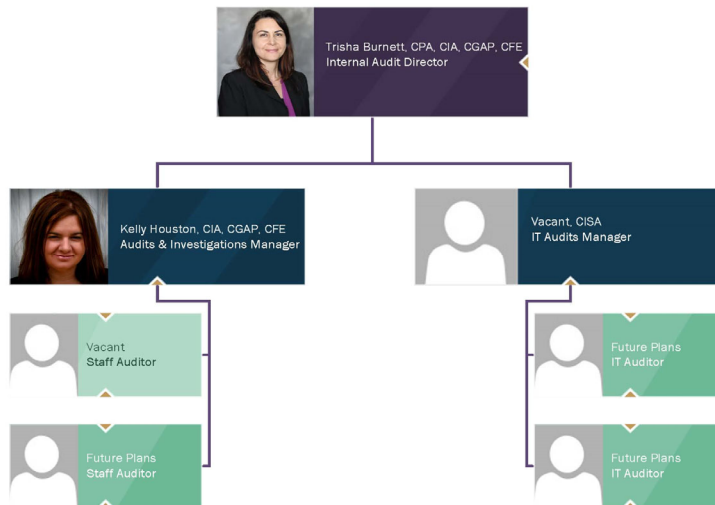 Trisha Burnett, CPA, CIA, CGAP, CFE
Internal Audit Director
Kelly Houston, CIA, CGAP, CFE
Audits & Investigations Manager
Vacant, CISA
IT Audits Manager
Vacant
Staff Auditor
Future Plans
IT Auditor
Future Plans
Staff Auditor
Future Plans
IT Auditor